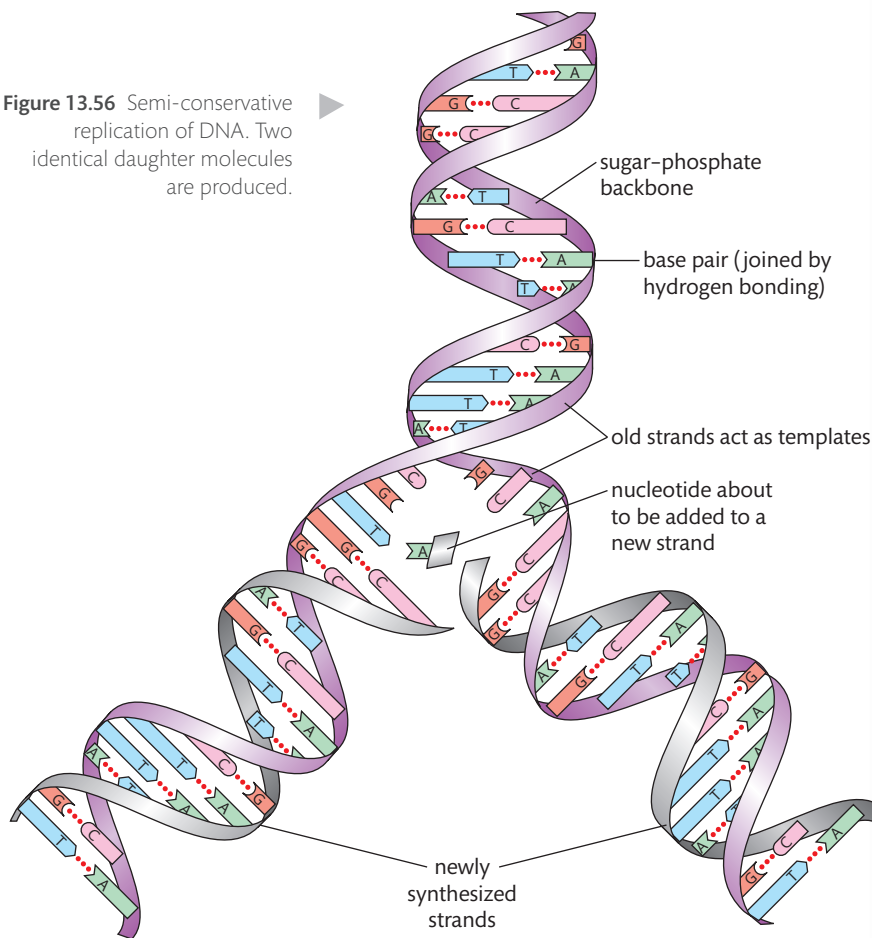 Figure 13.56 Semi-conservative
replication of DNA. Two
identical daughter molecules
are produced.
G
T A
G C
G C
A T
G C
T A
T A
C G
T A
T A
A T
sugar–phosphate
backbone
base pair (joined by
hydrogen bonding)
old strands act as templates
nucleotide about
to be added to a
new strand
G C
T
G C
G C
A
G
C
A
G C
G C
A T
G C
T A
T A
C G
T A
T A
A T
G C
T A
A T
G C
T A
T
C G
T A
T A
A T
G C
T A
newly
synthesized
strands